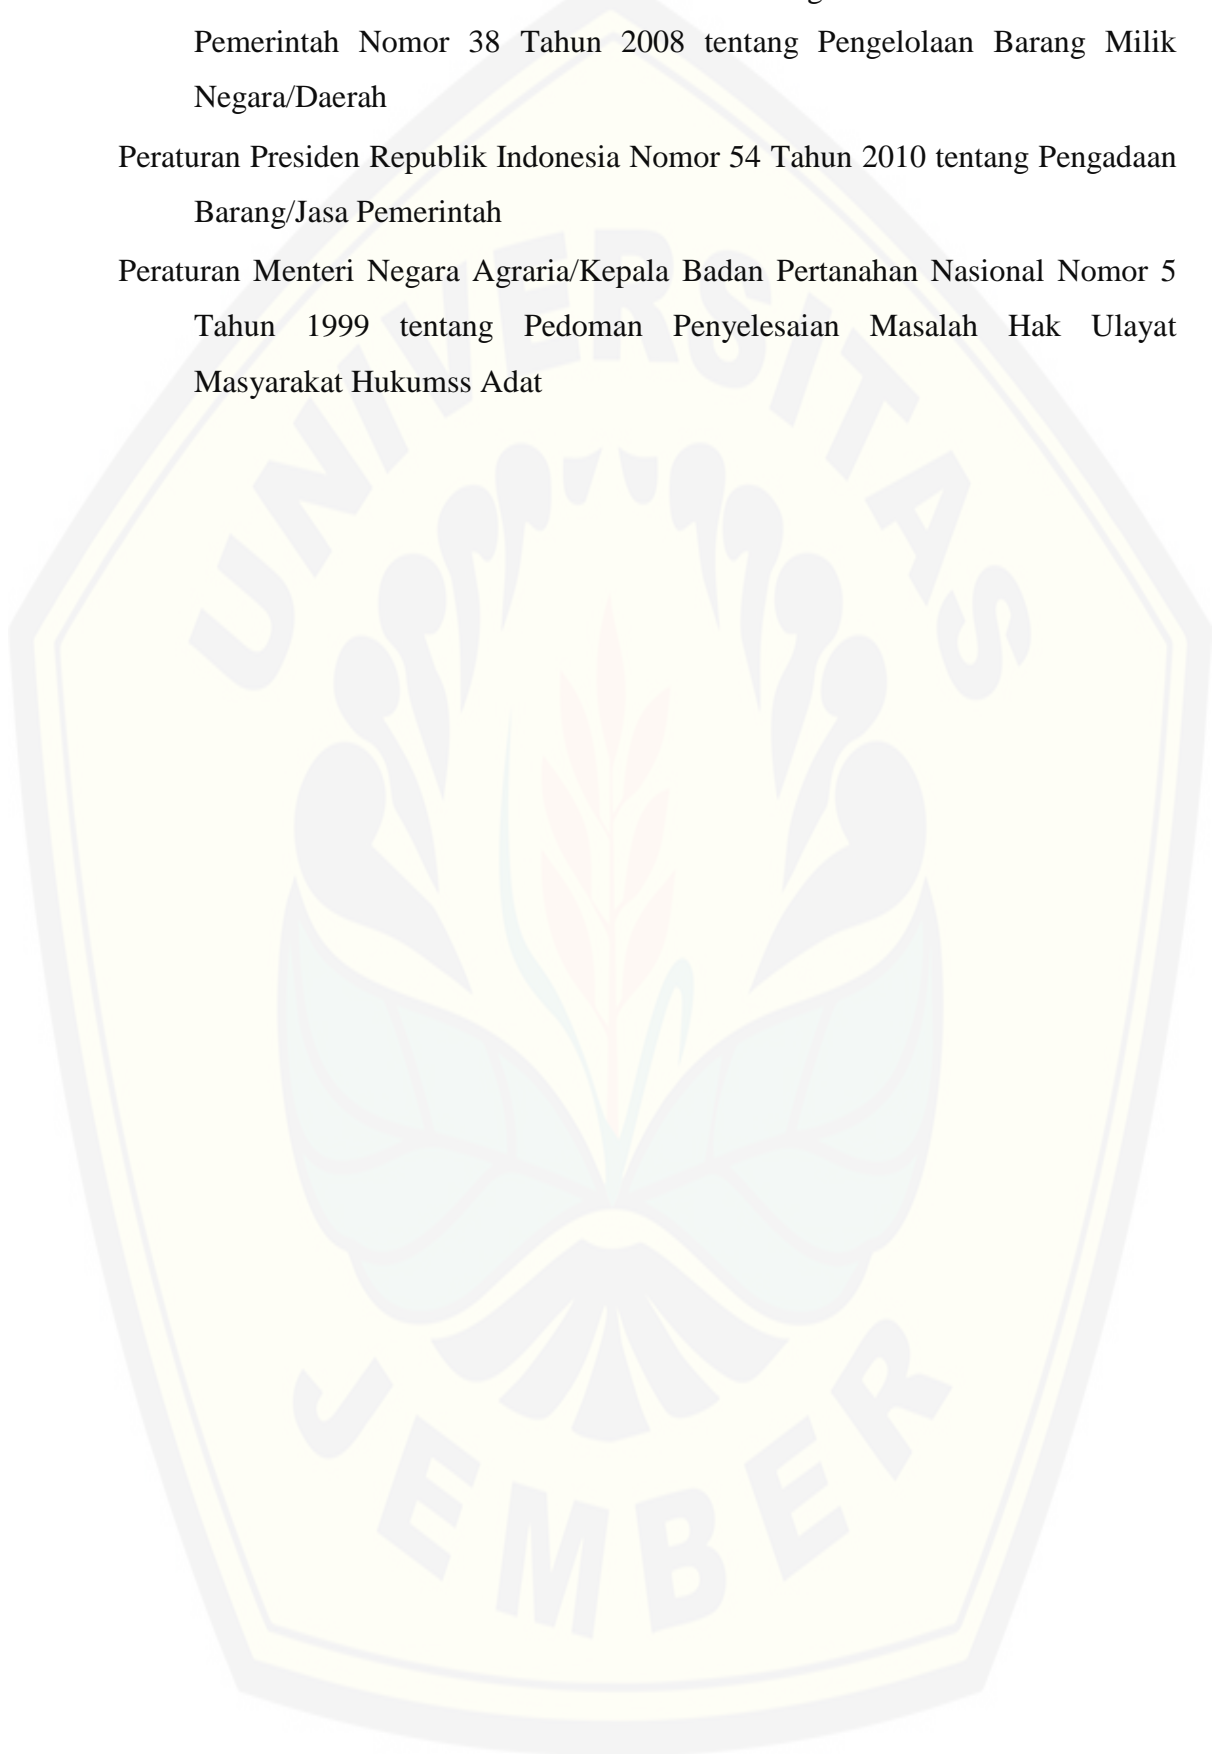 Pemerintah Nomor 38 Tahun 2008 tentang Pengelolaan Barang Milik
Negara/Daerah
Peraturan Presiden Republik Indonesia Nomor 54 Tahun 2010 tentang Pengadaan
Barang/Jasa Pemerintah
Peraturan Menteri Negara Agraria/Kepala Badan Pertanahan Nasional Nomor 5
Tahun 1999 tentang Pedoman Penyelesaian Masalah Hak Ulayat
Masyarakat Hukumss Adat
UNIVERSITAS
JEMBER